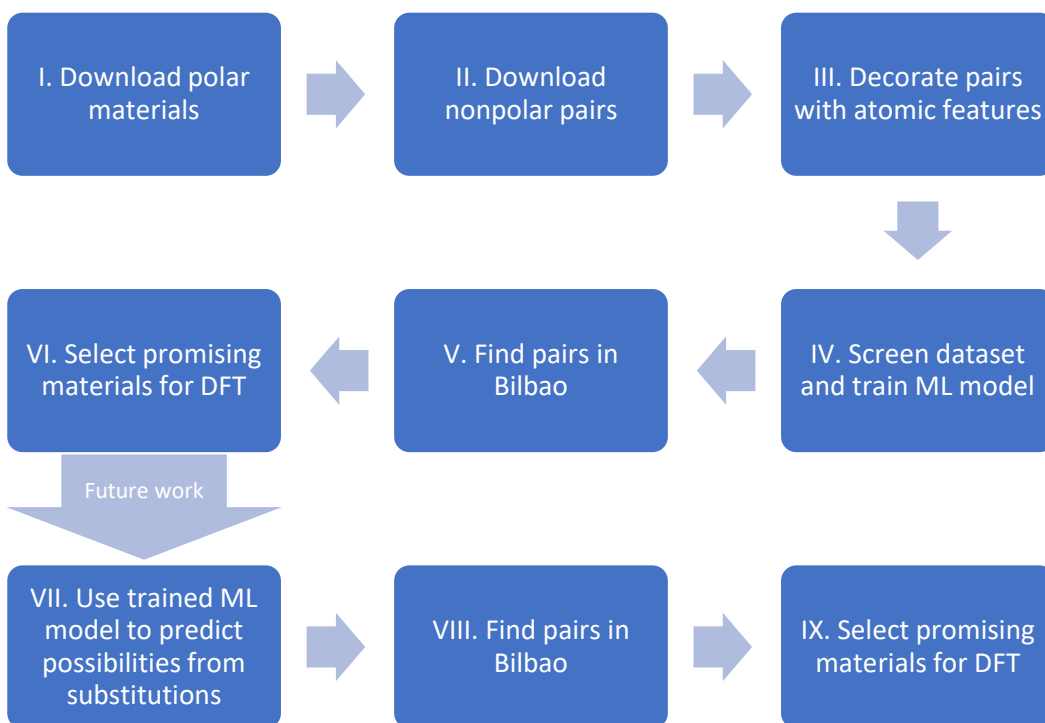 I. Download polar
materials
II. Download
nonpolar pairs
III. Decorate pairs
with atomic features
IV. Screen dataset
and train ML model
V. Find pairs in
Bilbao
VI. Select promising
materials for DFT
Future work
VII. Use trained ML
model to predict
possibilities from
substitutions
VIII. Find pairs in
Bilbao
IX. Select promising
materials for DFT